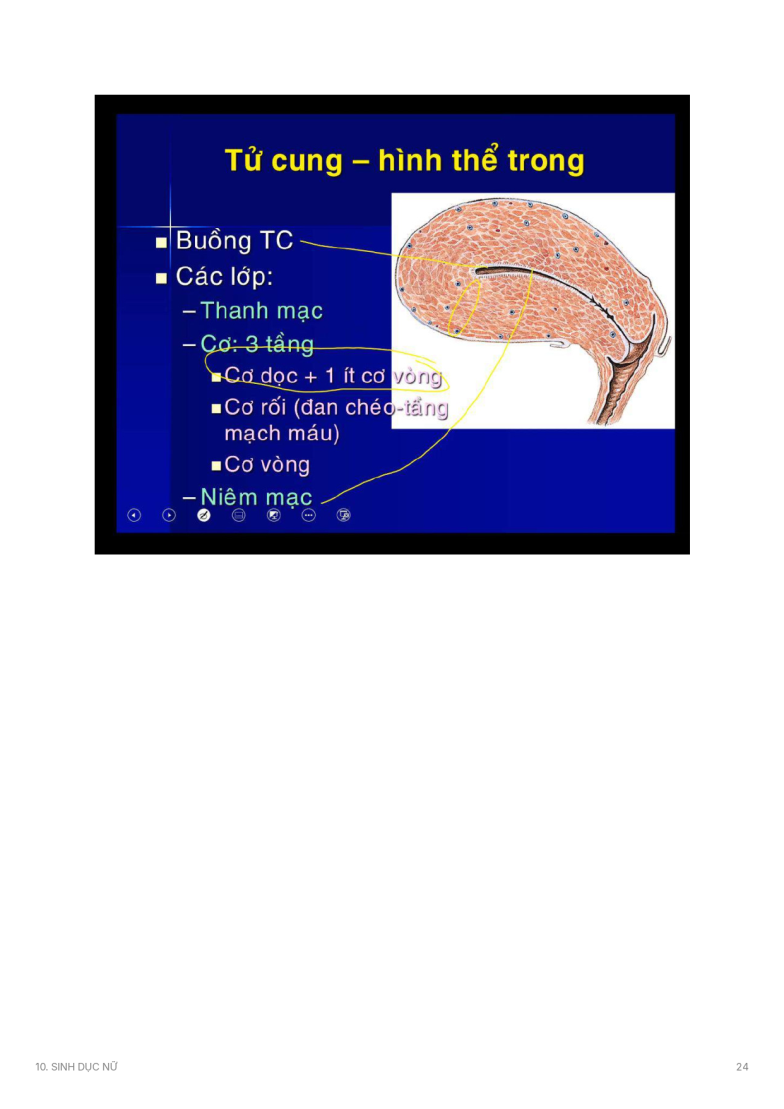 Tử cung – hình thể trong
Buồng TC
Các lớp:
– Thanh mạc
– Cơ: 3 tầng
Cơ dọc + 1 ít cơ vòng
Cơ rối (đan chéo-tầng
mạch máu)
Cơ vòng
– Niêm mạc
10. SINH DỤC NỮ
24